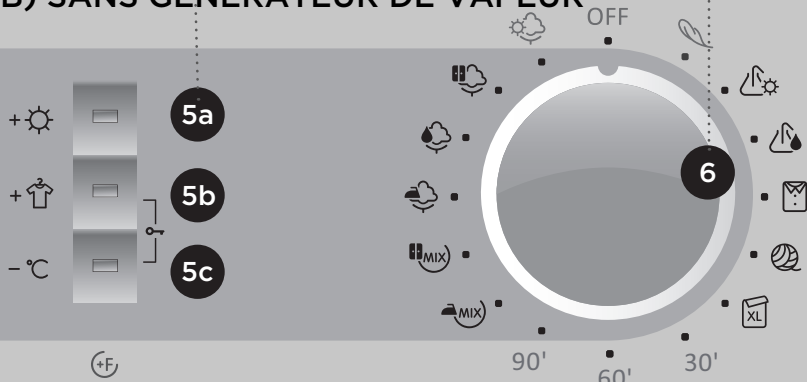 B) SANS GÉNÉRATEUR DE VAPEUR
OFF
5a
+
5b
+
6
5c
- °C
MIX
MIX
XL
+F
90'
60'
30'